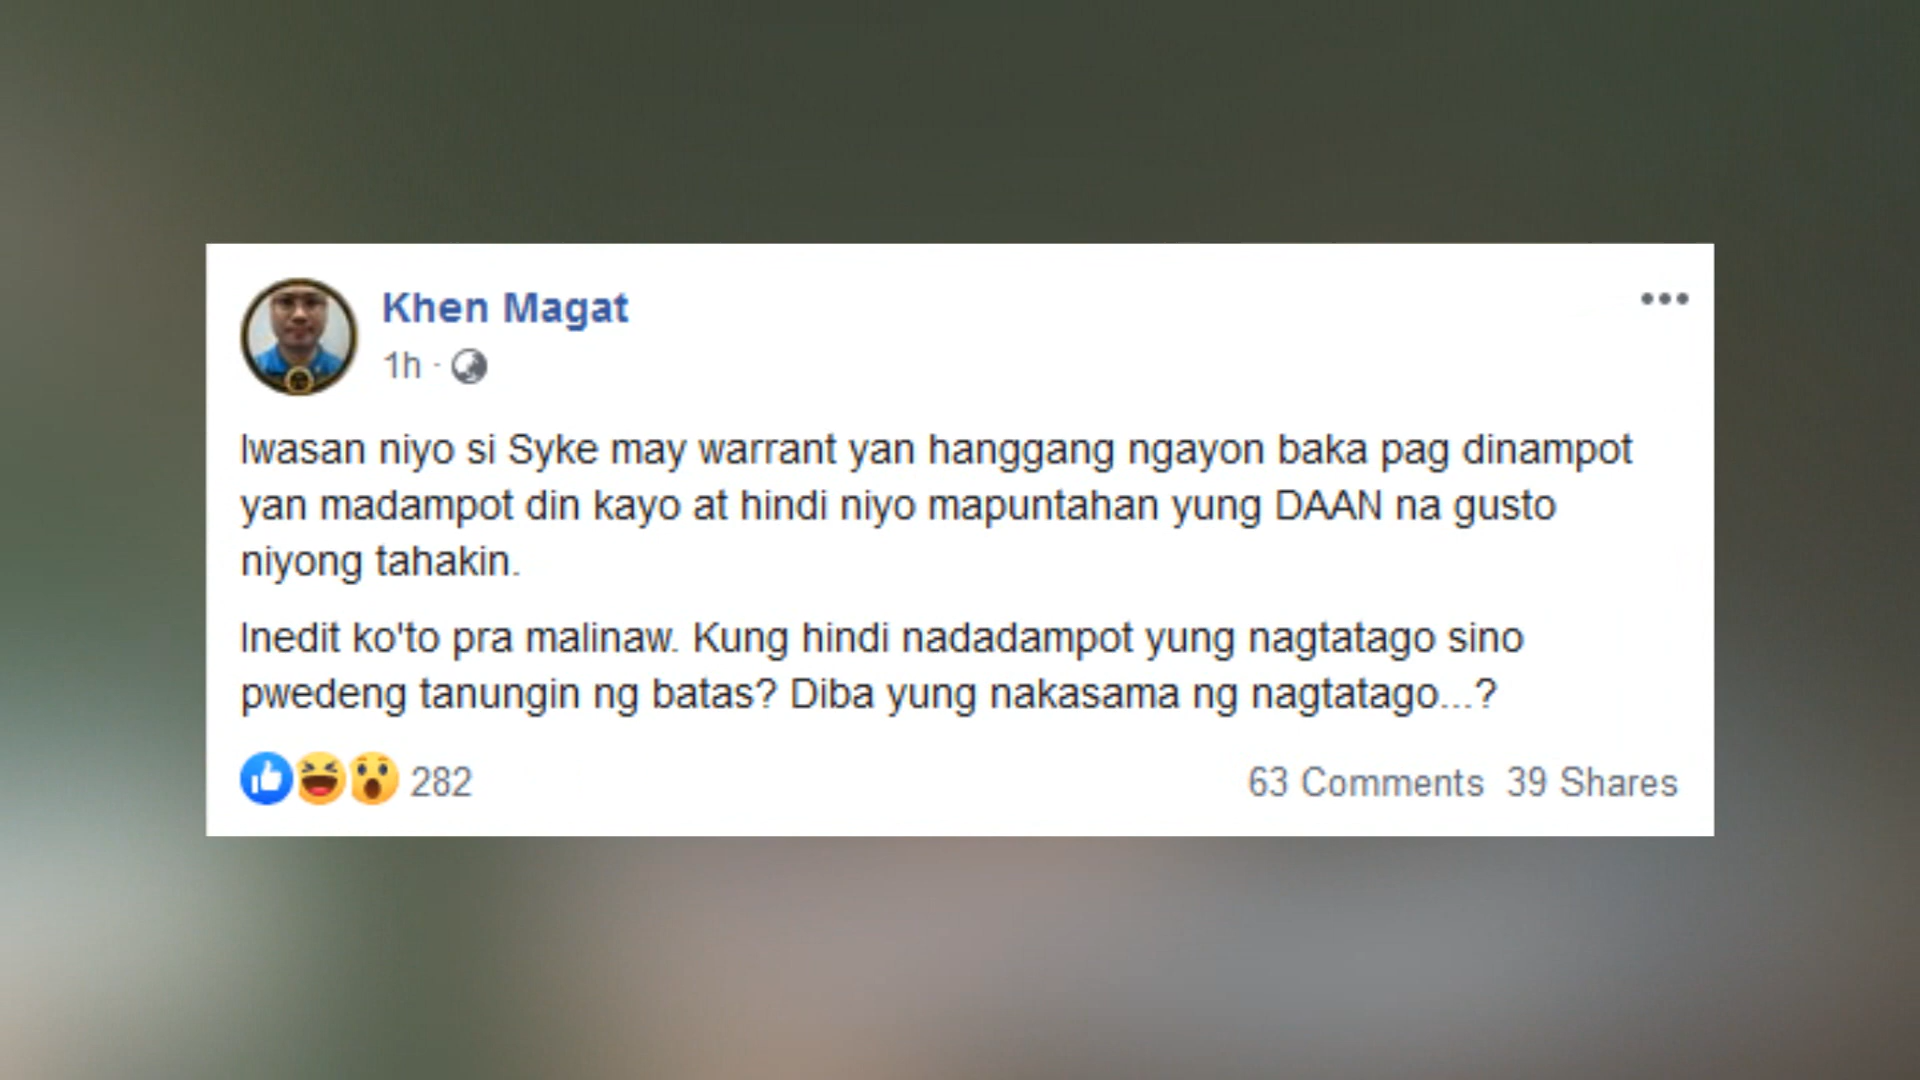 Khen Magat
1h ·
Iwasan niyo si Syke may warrant yan hanggang ngayon baka pag dinampot
yan madampot din kayo at hindi niyo mapuntahan yung DAAN na gusto
niyong tahakin.
Inedit ko'to pra malinaw. Kung hindi nadadampot yung nagtatago sino
pwedeng tanungin ng batas? Diba yung nakasama ng nagtatago...?
282
63 Comments 39 Shares